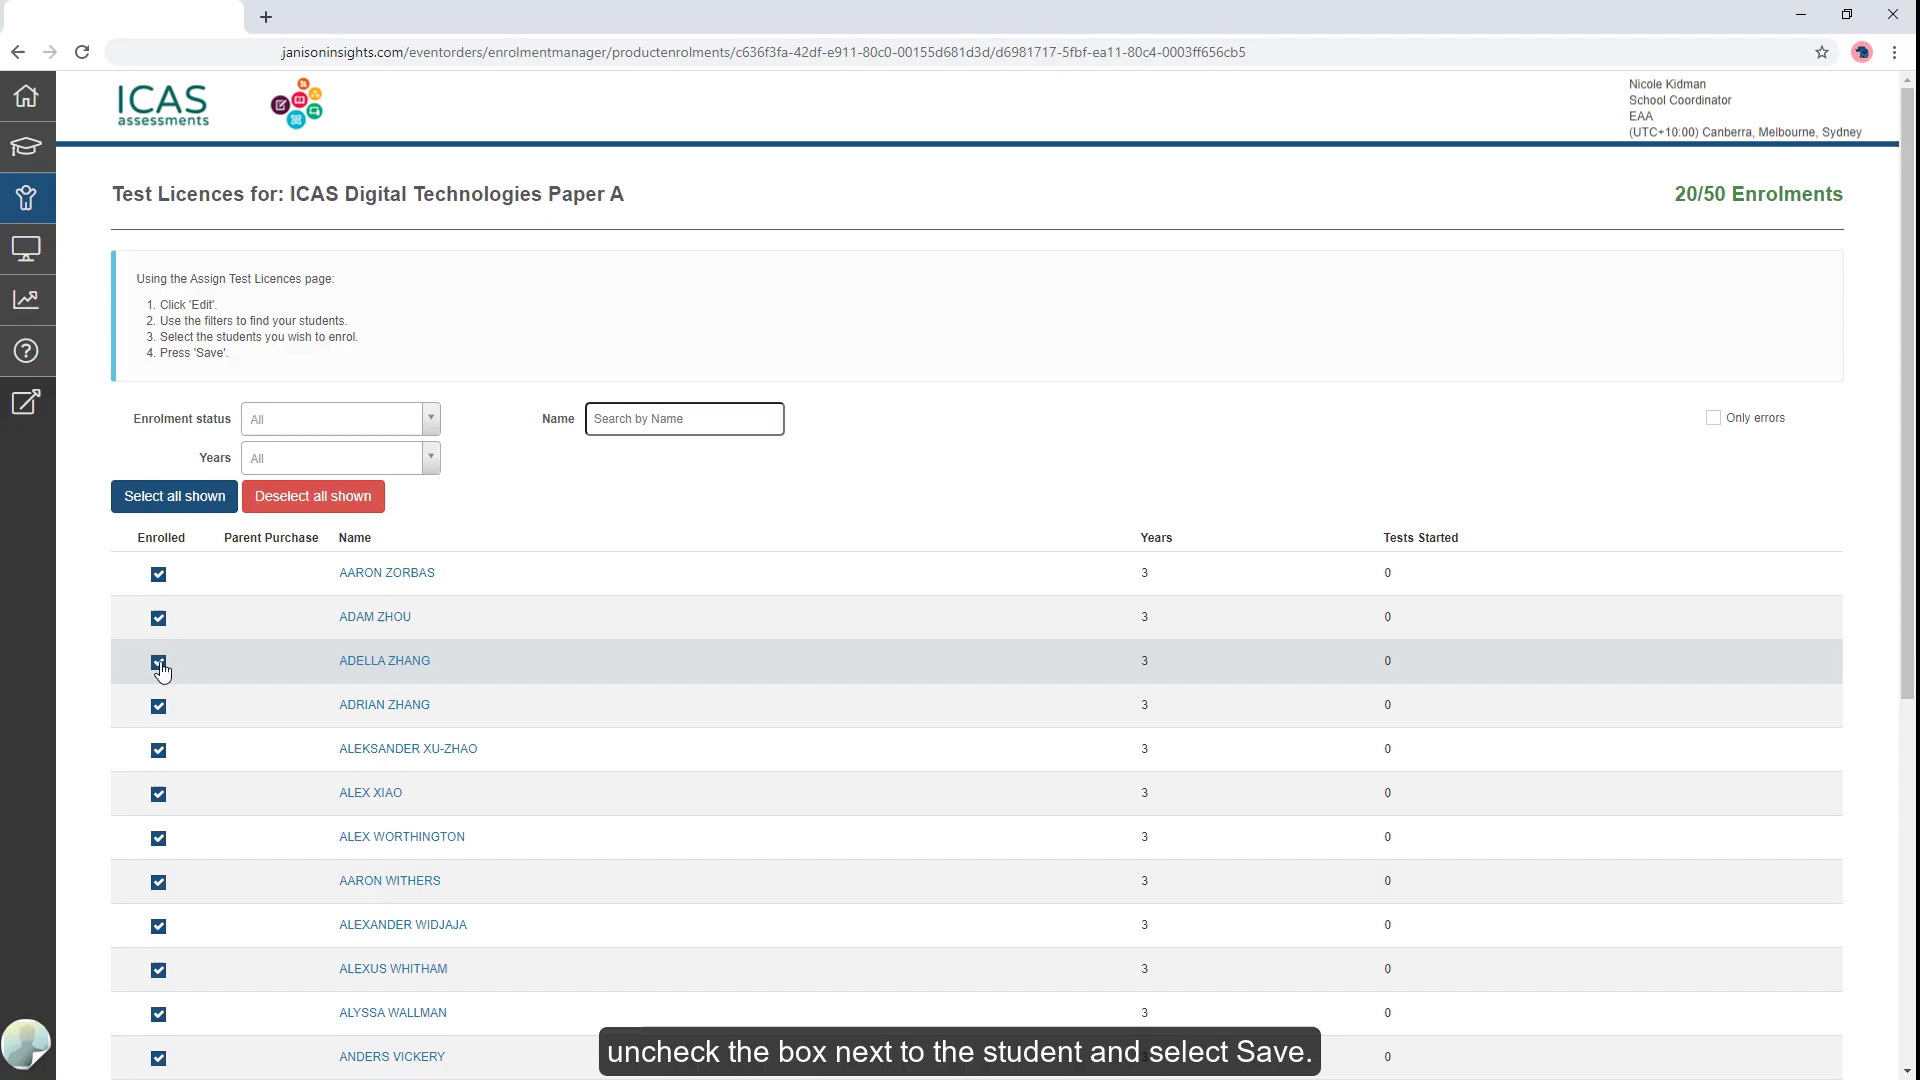 janisoninsights.com/eventorders/enrolmentmanager/productenrolments/c636f3fa-42df-e911-80c0-00155d681d3d/d6981717-5fbf-ea11-80c4-0003ff656cb5
ICAS
assessments
Nicole Kidman
School Coordinator
EAA
(UTC+10:00) Canberra, Melbourne, Sydney
Test Licences for: ICAS Digital Technologies Paper A
20/50 Enrolments
Using the Assign Test Licences page:
1. Click 'Edit'.
2. Use the filters to find your students.
3. Select the students you wish to enrol.
4. Press 'Save'.
Enrolment status All Name Search by Name Only errors
Years All
Select all shown Deselect all shown
Enrolled Parent Purchase Name Years Tests Started
AARON ZORBAS 3 0
ADAM ZHOU 3 0
ADELLA ZHANG 3 0
ADRIAN ZHANG 3 0
ALEKSANDER XU-ZHAO 3 0
ALEX XIAO 3 0
ALEX WORTHINGTON 3 0
AARON WITHERS 3 0
ALEXANDER WIDJAJA 3 0
ALEXUS WHITHAM 3 0
ALYSSA WALLMAN 3 0
ANDERS VICKERY 3 0
uncheck the box next to the student and select Save.